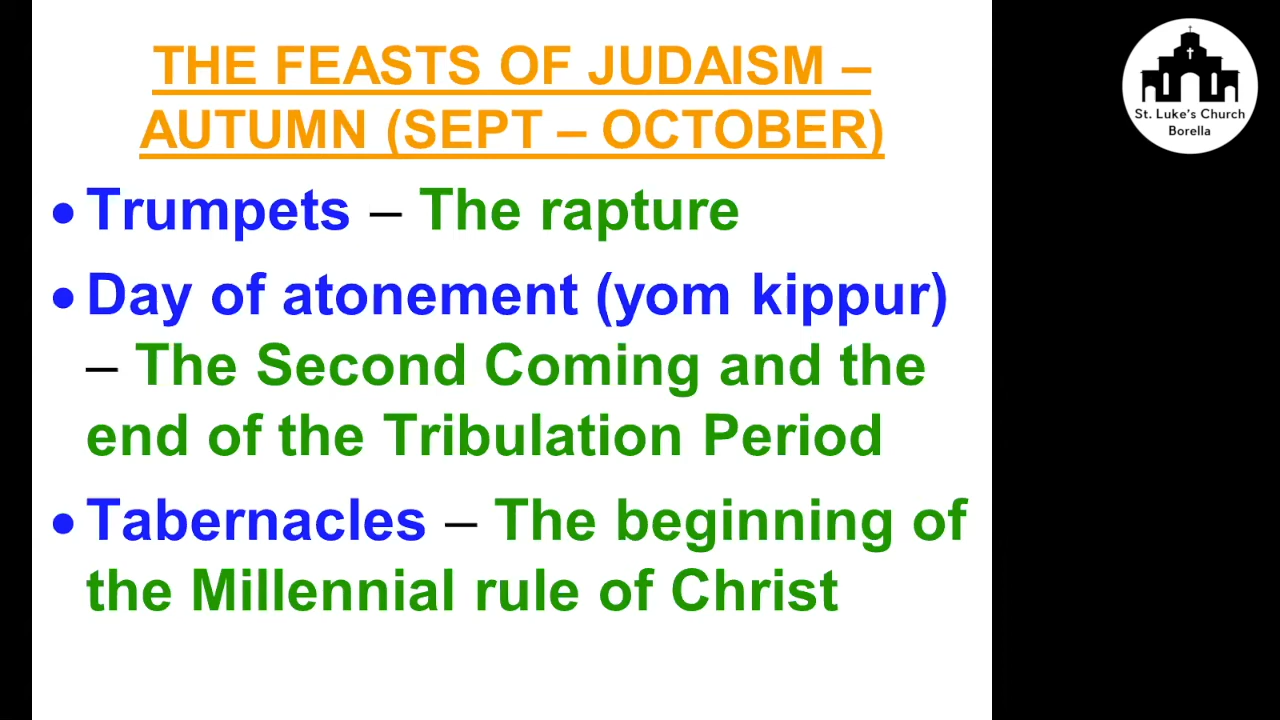 THE FEASTS OF JUDAISM –
AUTUMN (SEPT – OCTOBER)
• Trumpets – The rapture
• Day of atonement (yom kippur)
– The Second Coming and the
end of the Tribulation Period
• Tabernacles – The beginning of
the Millennial rule of Christ
St. Luke's Church
Borella